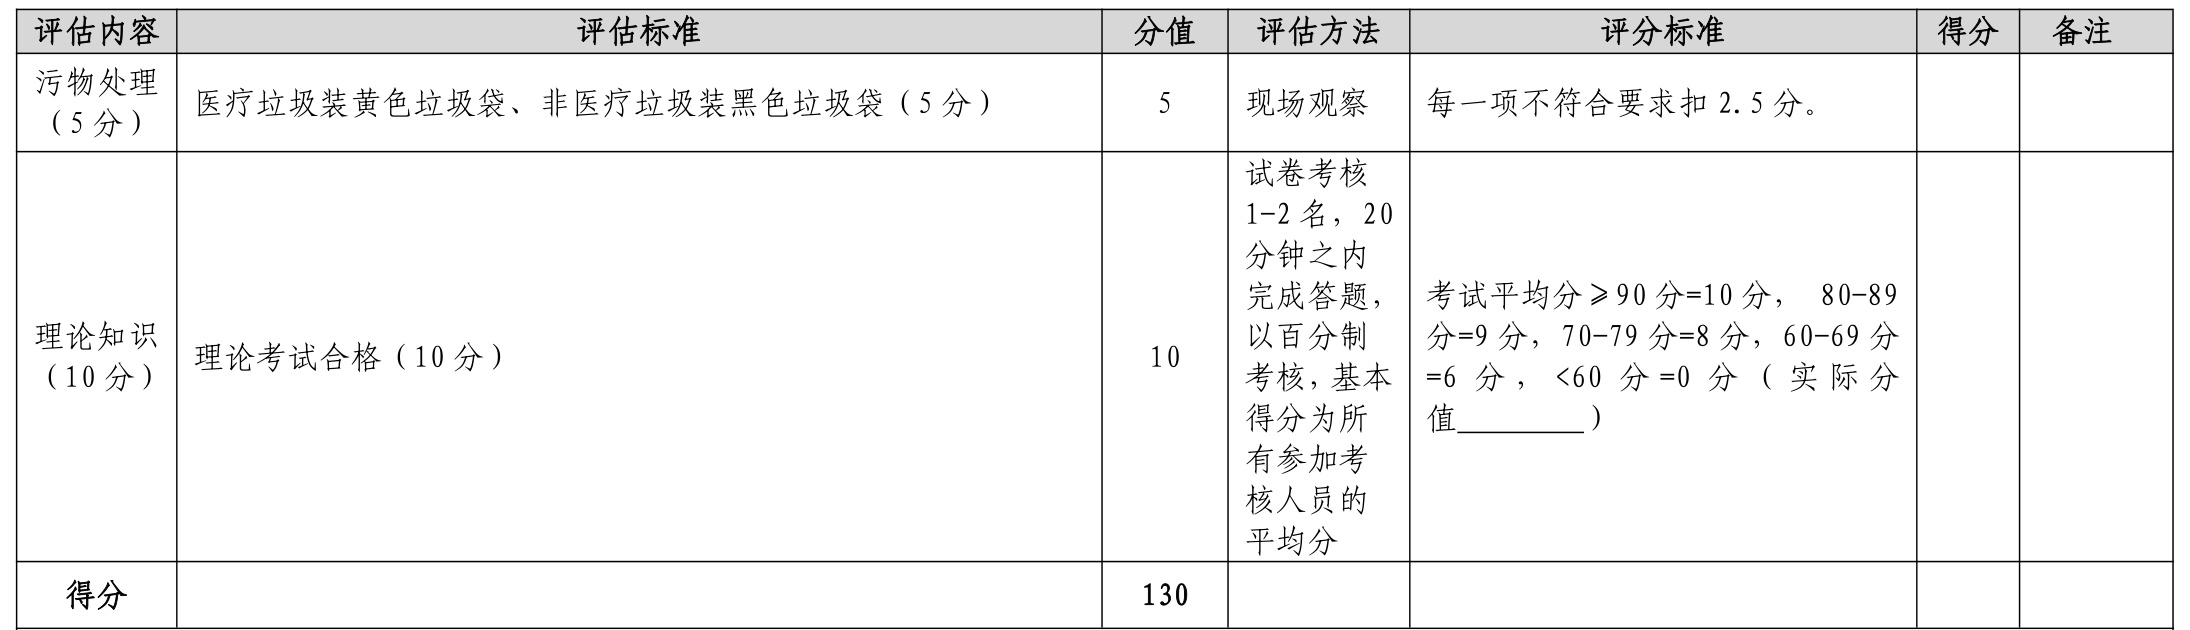 评估内容 评估标准 分值 评估方法 评分标准 得分 备注
污物处理
（5 分）
医疗垃圾装黄色垃圾袋、非医疗垃圾装黑色垃圾袋（5 分）
5
现场观察
每一项不符合要求扣 2.5 分。
理论知识
（10 分）
理论考试合格（10 分）
10
试卷考核
1-2 名，20
分钟之内
完成答题，
以百分制
考核，基本
得分为所
有参加考
核人员的
平均分
考试平均分≥90 分=10 分， 80-89
分=9 分，70-79 分=8 分，60-69 分
=6 分，<60 分=0 分（实际分
值________）
得分 130